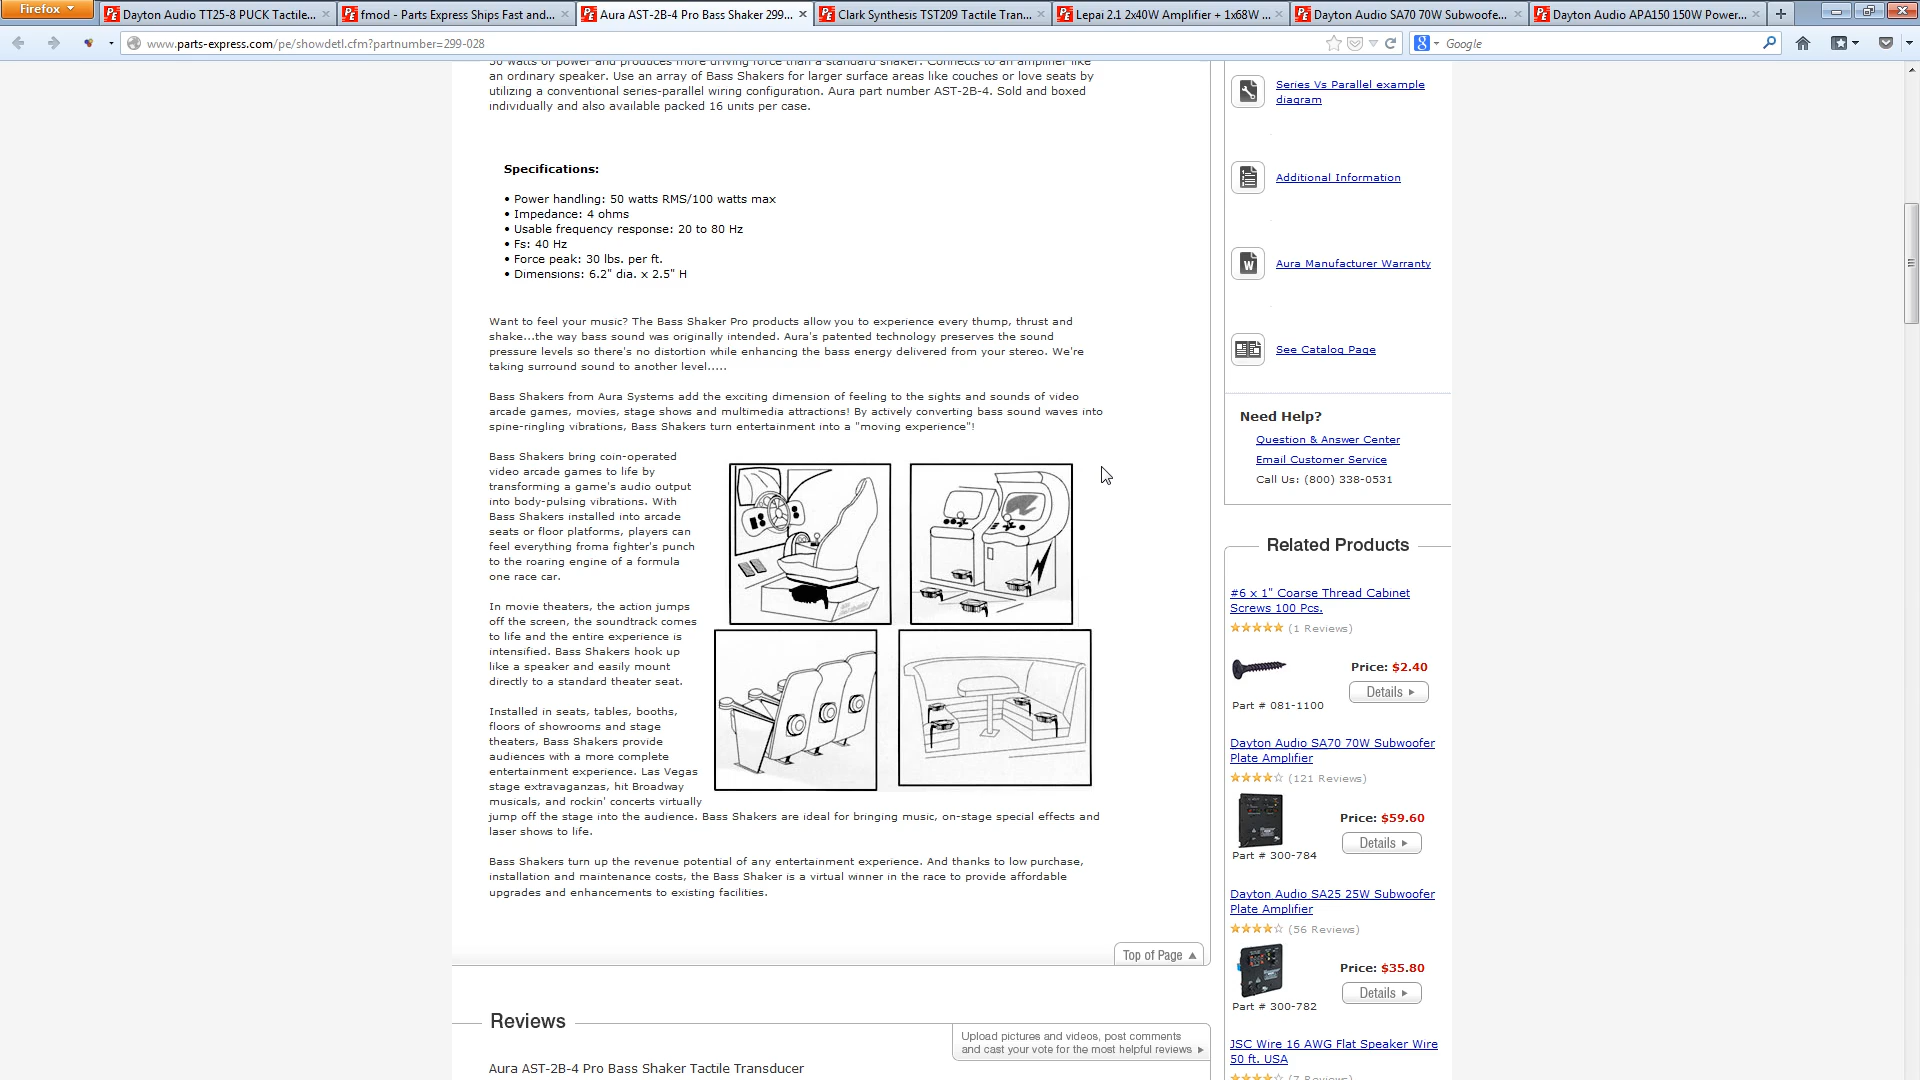 Firefox
Dayton Audio TT25-8 PUCK Tactile...
fmod - Parts Express Ships Fast and...
Aura AST-2B-4 Pro Bass Shaker 299...
Clark Synthesis TST209 Tactile Tran...
Lepai 2.1 2x40W Amplifier + 1x68W ...
Dayton Audio SA70 70W Subwoofe...
Dayton Audio APA150 150W Power...
www.parts-express.com/pe/showdetl.cfm?partnumber=299-028
Google
50 watts of power and produces more driving force than a standard shaker. Connects to an amplifier like
an ordinary speaker. Use an array of Bass Shakers for larger surface areas like couches or love seats by
utilizing a conventional series-parallel wiring configuration. Aura part number AST-2B-4. Sold and boxed
individually and also available packed 16 units per case.
Specifications:
• Power handling: 50 watts RMS/100 watts max
• Impedance: 4 ohms
• Usable frequency response: 20 to 80 Hz
• Fs: 40 Hz
• Force peak: 30 lbs. per ft.
• Dimensions: 6.2" dia. x 2.5" H
Want to feel your music? The Bass Shaker Pro products allow you to experience every thump, thrust and
shake...the way bass sound was originally intended. Aura's patented technology preserves the sound
pressure levels so there's no distortion while enhancing the bass energy delivered from your stereo. We're
taking surround sound to another level.....
Bass Shakers from Aura Systems add the exciting dimension of feeling to the sights and sounds of video
arcade games, movies, stage shows and multimedia attractions! By actively converting bass sound waves into
spine-ringling vibrations, Bass Shakers turn entertainment into a "moving experience"!
Bass Shakers bring coin-operated
video arcade games to life by
transforming a game's audio output
into body-pulsing vibrations. With
Bass Shakers installed into arcade
seats or floor platforms, players can
feel everything froma fighter's punch
to the roaring engine of a formula
one race car.
In movie theaters, the action jumps
off the screen, the soundtrack comes
to life and the entire experience is
intensified. Bass Shakers hook up
like a speaker and easily mount
directly to a standard theater seat.
Installed in seats, tables, booths,
floors of showrooms and stage
theaters, Bass Shakers provide
audiences with a more complete
entertainment experience. Las Vegas
stage extravaganzas, hit Broadway
musicals, and rockin' concerts virtually
jump off the stage into the audience. Bass Shakers are ideal for bringing music, on-stage special effects and
laser shows to life.
Bass Shakers turn up the revenue potential of any entertainment experience. And thanks to low purchase,
installation and maintenance costs, the Bass Shaker is a virtual winner in the race to provide affordable
upgrades and enhancements to existing facilities.
Top of Page
Reviews
Upload pictures and videos, post comments
and cast your vote for the most helpful reviews
Aura AST-2B-4 Pro Bass Shaker Tactile Transducer
Series Vs Parallel example
diagram
Additional Information
Aura Manufacturer Warranty
See Catalog Page
Need Help?
Question & Answer Center
Email Customer Service
Call Us: (800) 338-0531
Related Products
#6 x 1" Coarse Thread Cabinet
Screws 100 Pcs.
(1 Reviews)
Price: $2.40
Details
Part # 081-1100
Dayton Audio SA70 70W Subwoofer
Plate Amplifier
(121 Reviews)
Price: $59.60
Details
Part # 300-784
Dayton Audio SA25 25W Subwoofer
Plate Amplifier
(56 Reviews)
Price: $35.80
Details
Part # 300-782
JSC Wire 16 AWG Flat Speaker Wire
50 ft. USA
(7 Reviews)